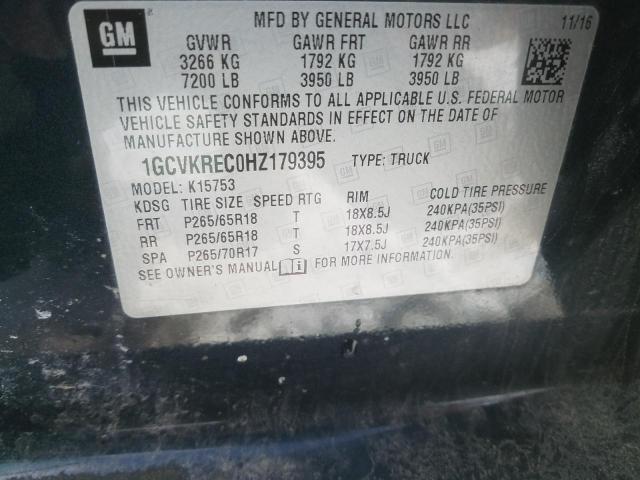 GM
MFD BY GENERAL MOTORS LLC 11/16
GVWR GAWR FRT GAWR RR
3266 KG 1792 KG 1792 KG
7200 LB 3950 LB 3950 LB
THIS VEHICLE CONFORMS TO ALL APPLICABLE U.S. FEDERAL MOTOR
VEHICLE SAFETY STANDARDS IN EFFECT ON THE DATE OF
MANUFACTURE SHOWN ABOVE.
1GCVKREC0HZ179395 TYPE: TRUCK
MODEL: K15753
KDSG TIRE SIZE SPEED RTG RIM COLD TIRE PRESSURE
FRT P265/65R18 T 18X8.5J 240KPA(35PSI)
RR P265/65R18 T 18X8.5J 240KPA(35PSI)
SPA P265/70R17 S 17X7.5J 240KPA(35PSI)
SEE OWNER'S MANUAL i FOR MORE INFORMATION.